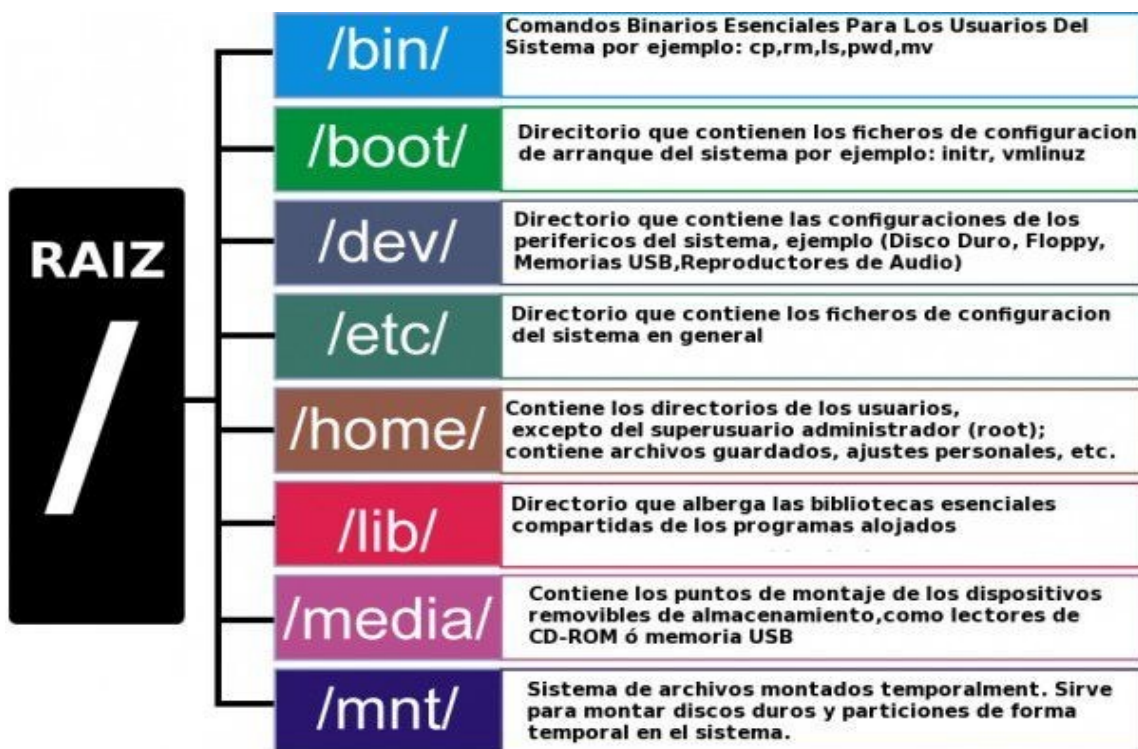 RAIZ
/
/bin/
Comandos Binarios Esenciales Para Los Usuarios Del
Sistema por ejemplo: cp,rm,ls,pwd,mv
/boot/
Direcitorio que contienen los ficheros de configuracion
de arranque del sistema por ejemplo: initr, vmlinuz
/dev/
Directorio que contiene las configuraciones de los
perifericos del sistema, ejemplo (Disco Duro, Floppy,
Memorias USB,Reproductores de Audio)
/etc/
Directorio que contiene los ficheros de configuracion
del sistema en general
/home/
Contiene los directorios de los usuarios,
excepto del superusuario administrador (root);
contiene archivos guardados, ajustes personales, etc.
/lib/
Directorio que alberga las bibliotecas esenciales
compartidas de los programas alojados
/media/
Contiene los puntos de montaje de los dispositivos
removibles de almacenamiento,como lectores de
CD-ROM ó memoria USB
/mnt/
Sistema de archivos montados temporalment. Sirve
para montar discos duros y particiones de forma
temporal en el sistema.